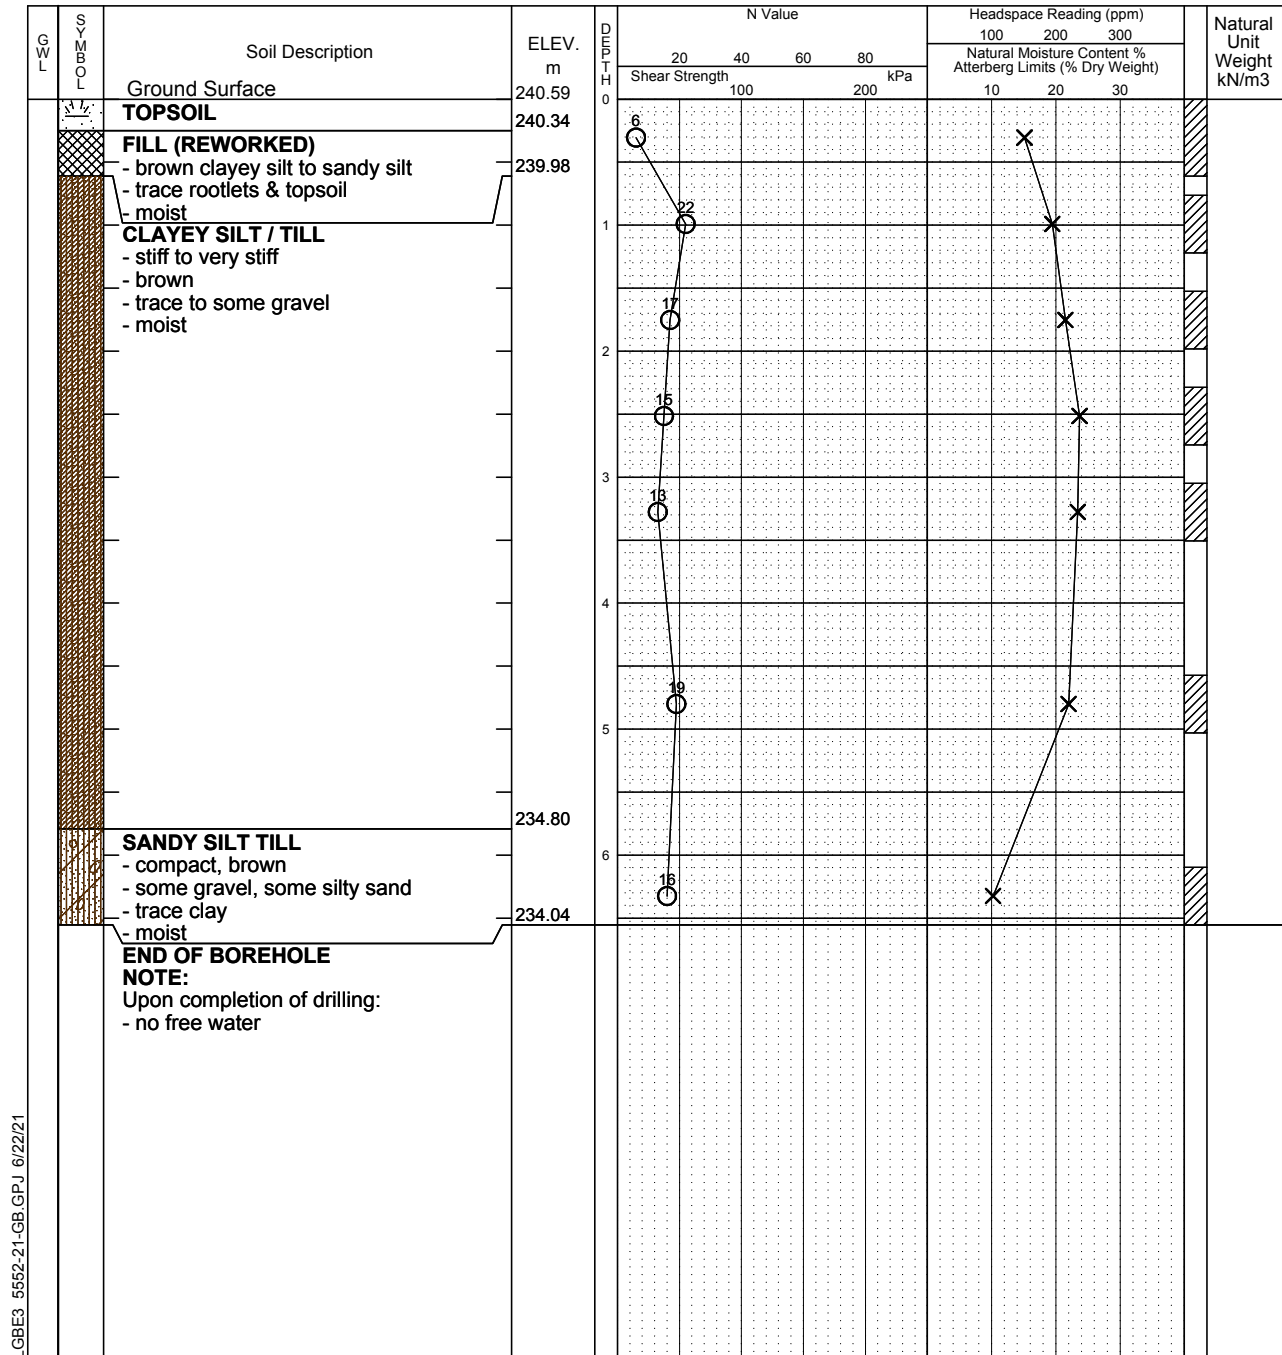 GWL
SYMBOL
Soil Description
Ground Surface
ELEV.
m
DEPTH
N Value
20 40 60 80
Shear Strength kPa
100 200
Headspace Reading (ppm)
100 200 300
Natural Moisture Content %
Atterberg Limits (% Dry Weight)
10 20 30
Natural
Unit
Weight
kN/m3
240.59
0
TOPSOIL
240.34
6
FILL (REWORKED)
- brown clayey silt to sandy silt
239.98
- trace rootlets & topsoil
- moist
22
1
CLAYEY SILT / TILL
- stiff to very stiff
- brown
- trace to some gravel
- moist
17
2
15
3
13
4
19
5
234.80
SANDY SILT TILL
- compact, brown
6
- some gravel, some silty sand
16
- trace clay
234.04
- moist
END OF BOREHOLE
NOTE:
Upon completion of drilling:
- no free water
LGBE3 5552-21-GB.GPJ 6/22/21